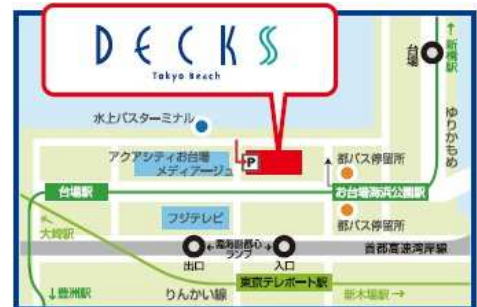 DECKS
Tokyo Beach
台場
↑新橋駅
ゆりかもめ
水上バスターミナル
アクアシティお台場
メディアージュ
P
都バス停留所
台場駅
お台場海浜公園駅
フジテレビ
都バス停留所
大崎駅
臨海副都心
ランプ
出口
入口
首都高速湾岸線
東京テレポート駅
↓豊洲駅
りんかい線
新木場駅→